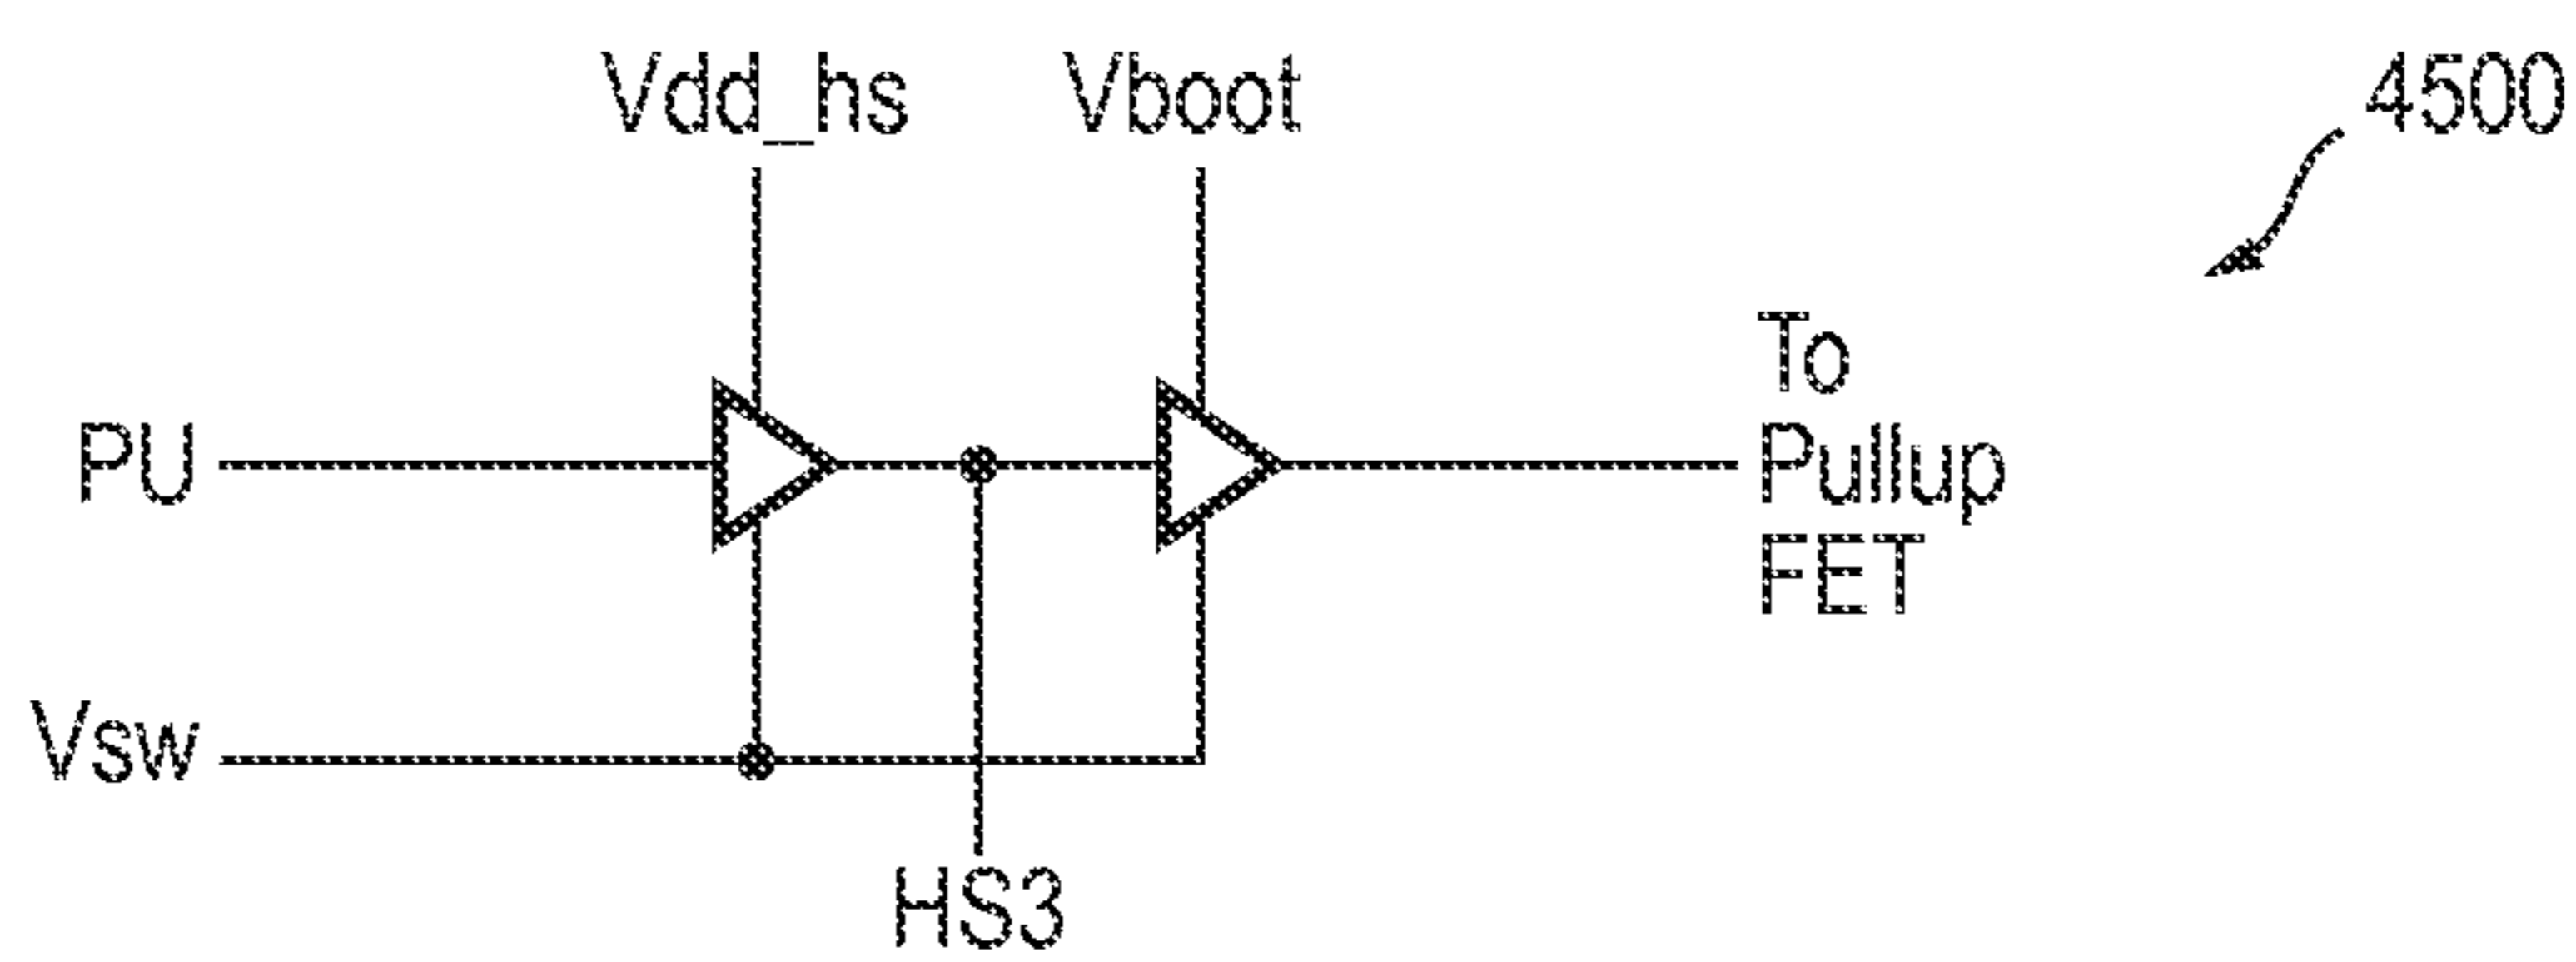 Vdd_hs
Vboot
4500
PU
To
Pullup
FET
Vsw
HS3